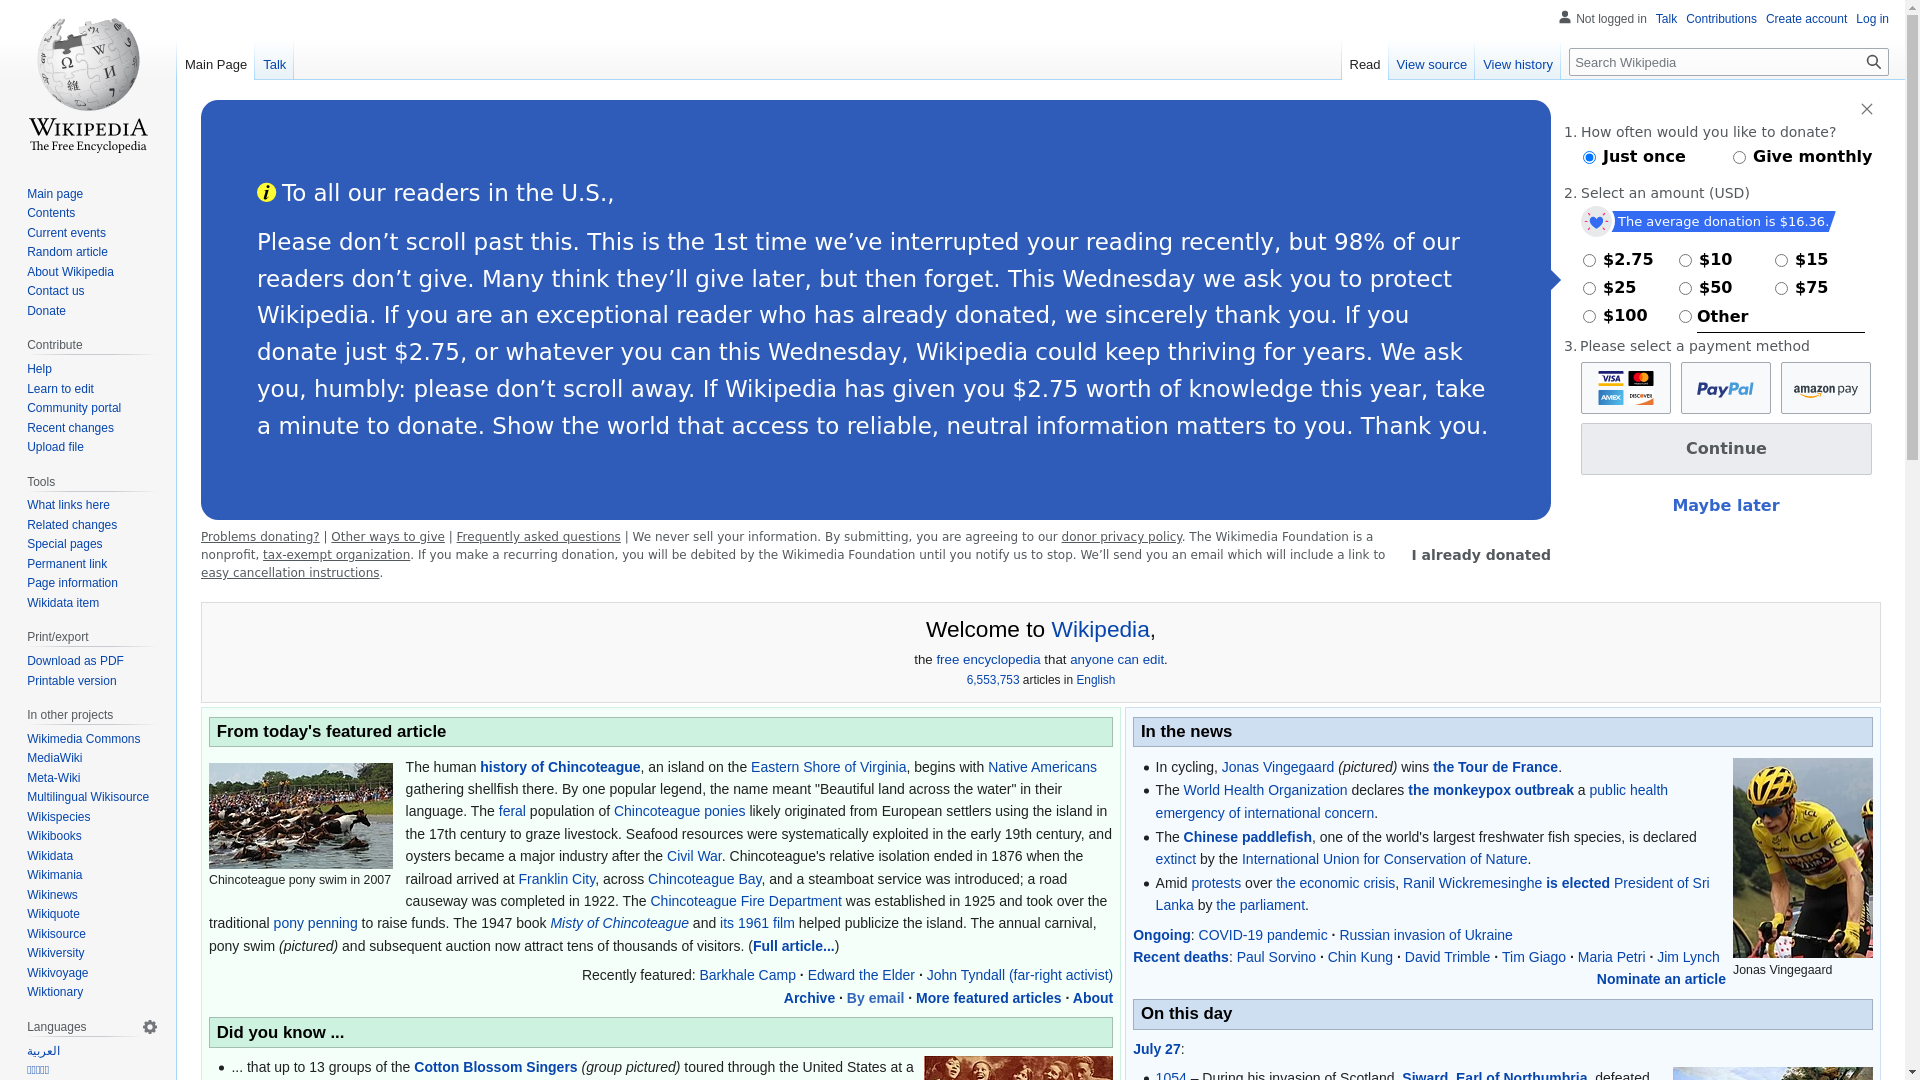 Not logged in Talk Contributions Create account Log in
Main Page Talk Read View source View history Search Wikipedia
WIKIPEDIA
The Free Encyclopedia
Main page
Contents
Current events
Random article
About Wikipedia
Contact us
Donate
Contribute
Help
Learn to edit
Community portal
Recent changes
Upload file
Tools
What links here
Related changes
Special pages
Permanent link
Page information
Wikidata item
Print/export
Download as PDF
Printable version
In other projects
Wikimedia Commons
MediaWiki
Meta-Wiki
Multilingual Wikisource
Wikispecies
Wikibooks
Wikidata
Wikimania
Wikinews
Wikiquote
Wikisource
Wikiversity
Wikivoyage
Wiktionary
Languages
العربية
To all our readers in the U.S.,
Please don’t scroll past this. This is the 1st time we’ve interrupted your reading recently, but 98% of our
readers don’t give. Many think they’ll give later, but then forget. This Wednesday we ask you to protect
Wikipedia. If you are an exceptional reader who has already donated, we sincerely thank you. If you
donate just $2.75, or whatever you can this Wednesday, Wikipedia could keep thriving for years. We ask
you, humbly: please don’t scroll away. If Wikipedia has given you $2.75 worth of knowledge this year, take
a minute to donate. Show the world that access to reliable, neutral information matters to you. Thank you.
1. How often would you like to donate?
Just once Give monthly
2. Select an amount (USD)
The average donation is $16.36.
$2.75 $10 $15
$25 $50 $75
$100 Other
3. Please select a payment method
VISA AMEX DISCOVER PayPal amazon pay
Continue
Maybe later
Problems donating? | Other ways to give | Frequently asked questions | We never sell your information. By submitting, you are agreeing to our donor privacy policy. The Wikimedia Foundation is a
nonprofit, tax-exempt organization. If you make a recurring donation, you will be debited by the Wikimedia Foundation until you notify us to stop. We’ll send you an email which will include a link to
easy cancellation instructions.
I already donated
Welcome to Wikipedia,
the free encyclopedia that anyone can edit.
6,553,753 articles in English
From today's featured article
Chincoteague pony swim in 2007
The human history of Chincoteague, an island on the Eastern Shore of Virginia, begins with Native Americans
gathering shellfish there. By one popular legend, the name meant "Beautiful land across the water" in their
language. The feral population of Chincoteague ponies likely originated from European settlers using the island in
the 17th century to graze livestock. Seafood resources were systematically exploited in the early 19th century, and
oysters became a major industry after the Civil War. Chincoteague's relative isolation ended in 1876 when the
railroad arrived at Franklin City, across Chincoteague Bay, and a steamboat service was introduced; a road
causeway was completed in 1922. The Chincoteague Fire Department was established in 1925 and took over the
traditional pony penning to raise funds. The 1947 book Misty of Chincoteague and its 1961 film helped publicize the island. The annual carnival,
pony swim (pictured) and subsequent auction now attract tens of thousands of visitors. (Full article...)
Recently featured: Barkhale Camp · Edward the Elder · John Tyndall (far-right activist)
Archive · By email · More featured articles · About
Did you know ...
... that up to 13 groups of the Cotton Blossom Singers (group pictured) toured through the United States at a
In the news
In cycling, Jonas Vingegaard (pictured) wins the Tour de France.
The World Health Organization declares the monkeypox outbreak a public health
emergency of international concern.
The Chinese paddlefish, one of the world's largest freshwater fish species, is declared
extinct by the International Union for Conservation of Nature.
Amid protests over the economic crisis, Ranil Wickremesinghe is elected President of Sri
Lanka by the parliament.
Jonas Vingegaard
Ongoing: COVID-19 pandemic · Russian invasion of Ukraine
Recent deaths: Paul Sorvino · Chin Kung · David Trimble · Tim Giago · Maria Petri · Jim Lynch
Nominate an article
On this day
July 27:
1054 – During his invasion of Scotland, Siward, Earl of Northumbria, defeated